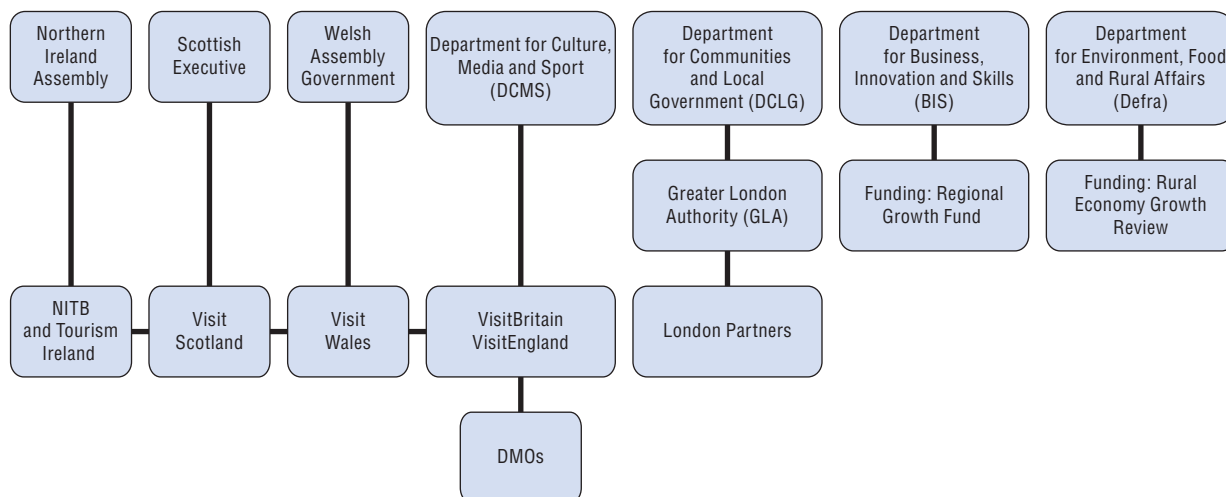 Northern
Ireland
Assembly
Scottish
Executive
Welsh
Assembly
Government
Department for Culture,
Media and Sport
(DCMS)
Department
for Communities
and Local
Government (DCLG)
Department
for Business,
Innovation and Skills
(BIS)
Department
for Environment, Food
and Rural Affairs
(Defra)
Greater London
Authority (GLA)
Funding: Regional
Growth Fund
Funding: Rural
Economy Growth
Review
NITB
and Tourism
Ireland
Visit
Scotland
Visit
Wales
VisitBritain
VisitEngland
London Partners
DMOs